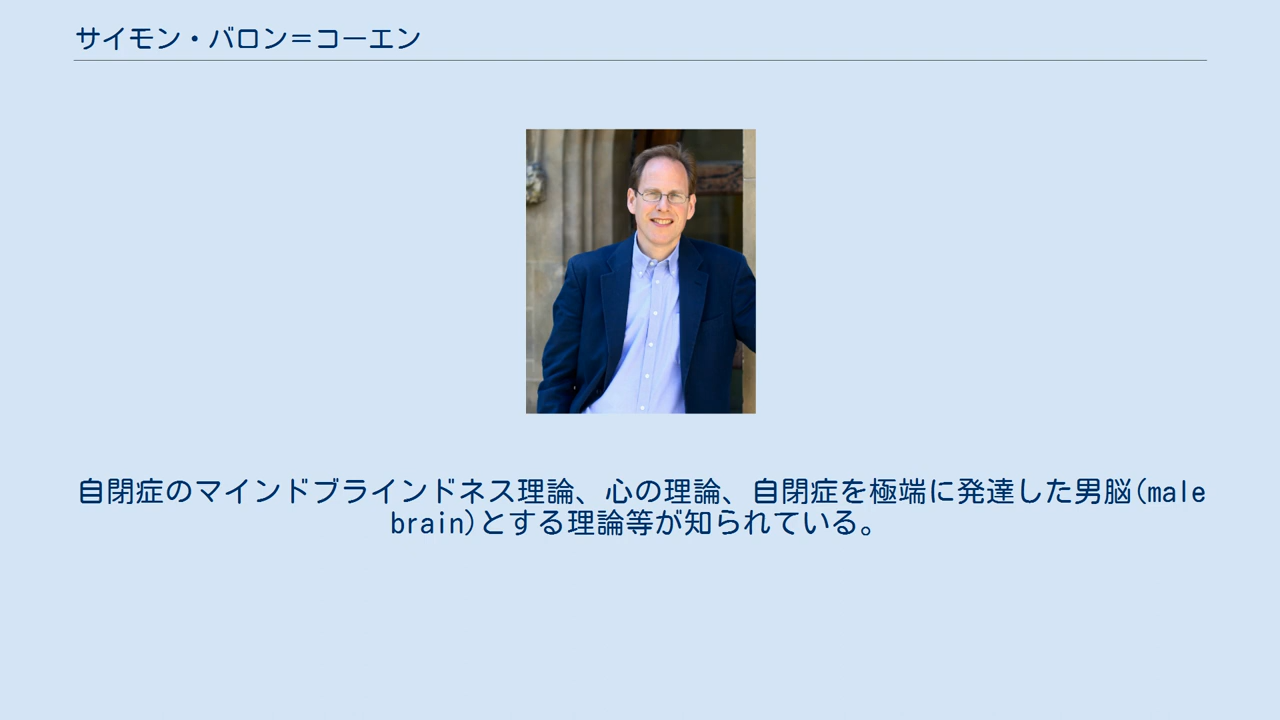 サイモン・バロン＝コーエン
自閉症のマインドブラインドネス理論、心の理論、自閉症を極端に発達した男脳(male
brain)とする理論等が知られている。